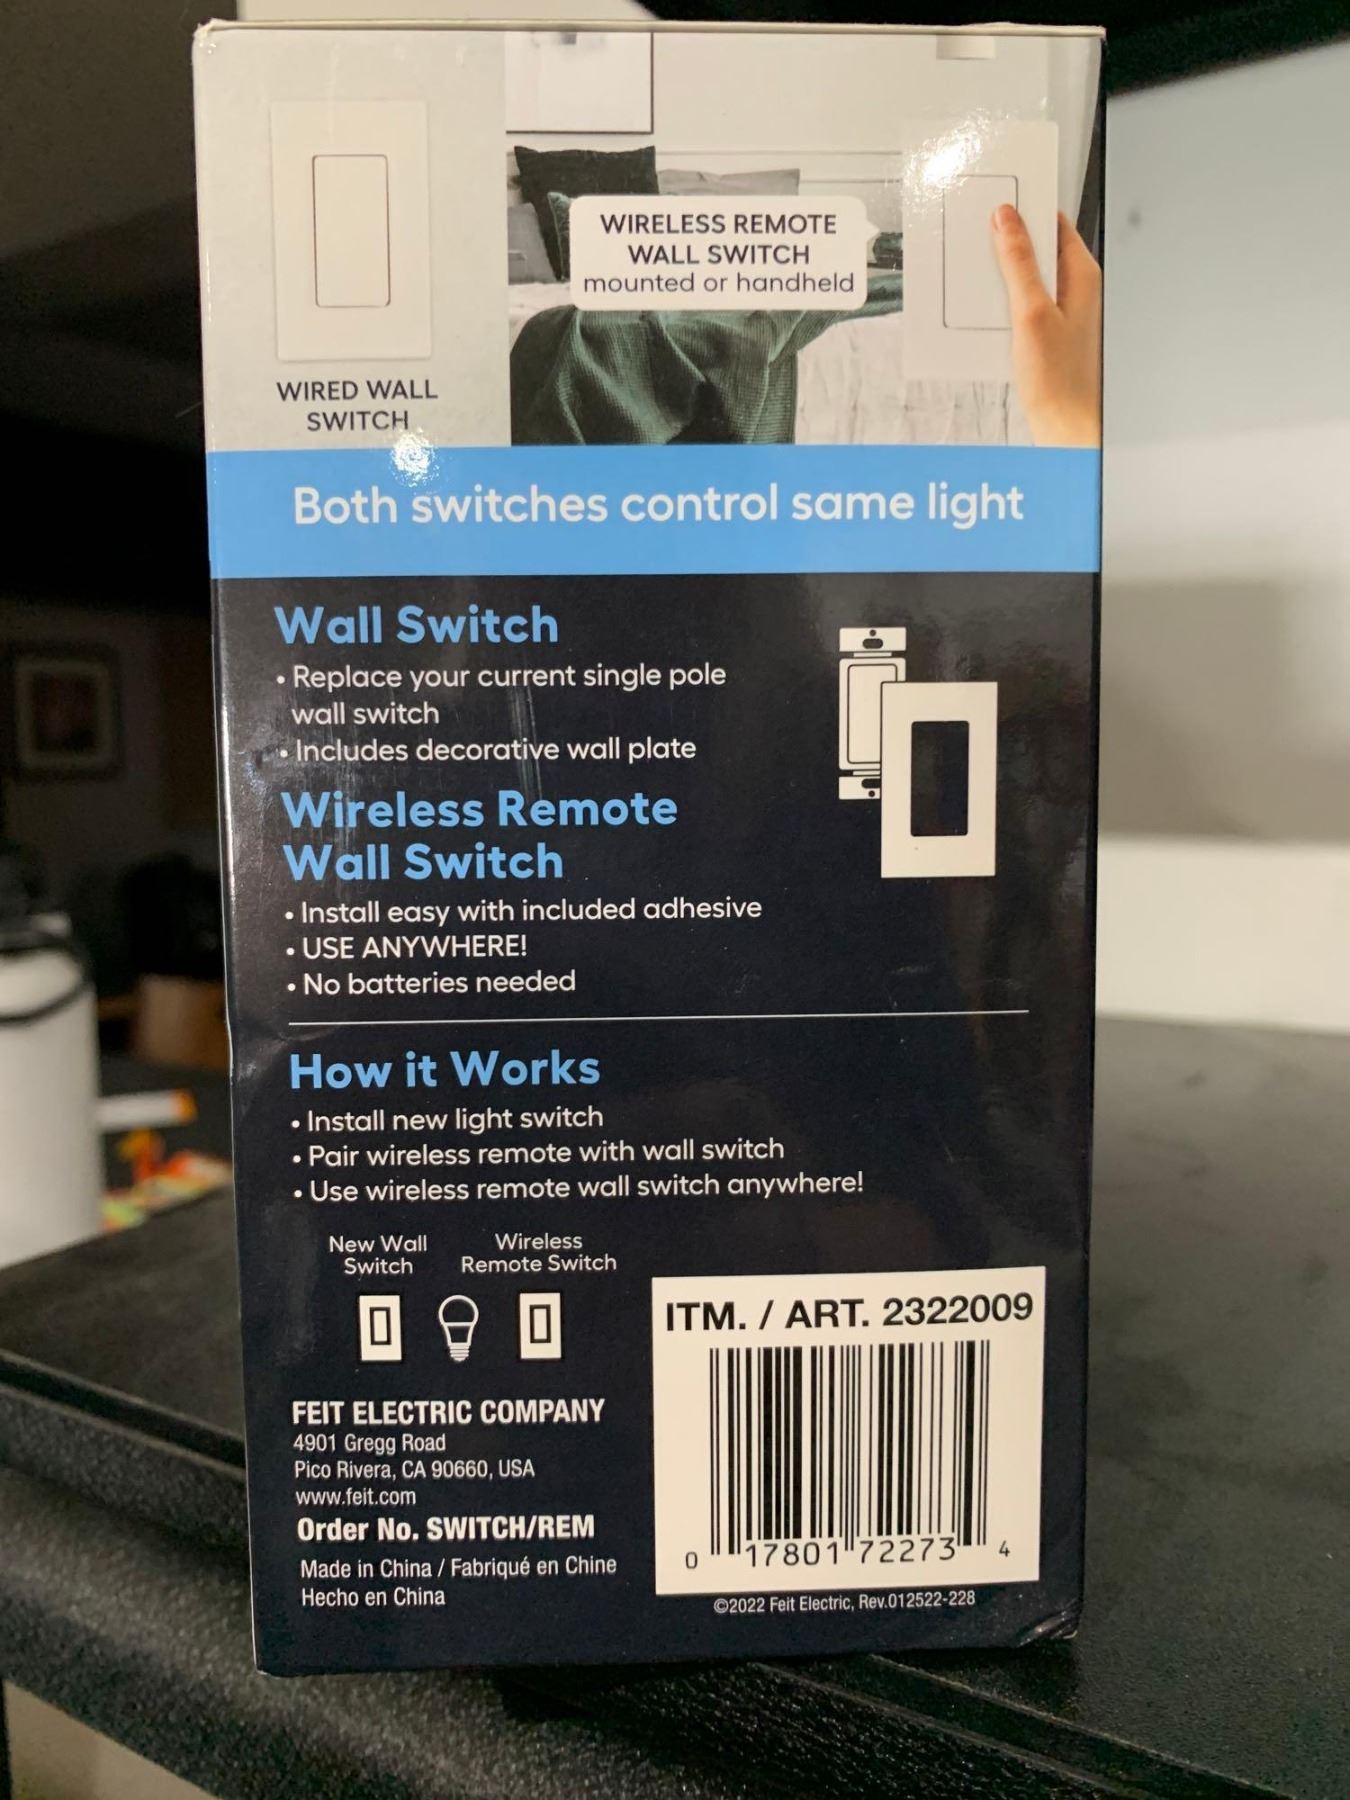 WIRED WALL
SWITCH
WIRELESS REMOTE
WALL SWITCH
mounted or handheld
Both switches control same light
Wall Switch
• Replace your current single pole
wall switch
• Includes decorative wall plate
Wireless Remote
Wall Switch
• Install easy with included adhesive
• USE ANYWHERE!
• No batteries needed
How it Works
• Install new light switch
• Pair wireless remote with wall switch
• Use wireless remote wall switch anywhere!
New Wall
Switch
Wireless
Remote Switch
FEIT ELECTRIC COMPANY
4901 Gregg Road
Pico Rivera, CA 90660, USA
www.feit.com
Order No. SWITCH/REM
Made in China / Fabriqué en Chine
Hecho en China
ITM. / ART. 2322009
0 17801 72273 4
©2022 Feit Electric, Rev.012522-228